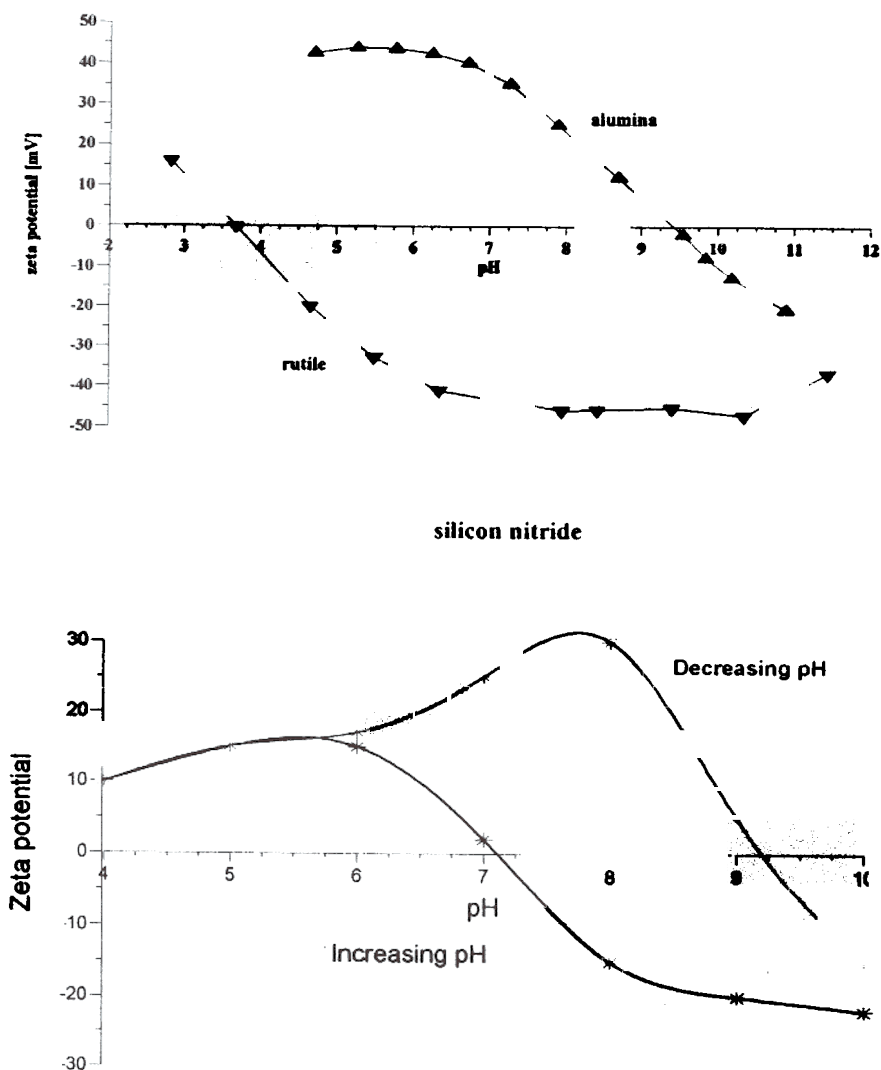 50
40
30
20
10
0
-10
-20
-30
-40
-50
zeta potential [mV]
2 3 4 5 6 7 8 9 10 11 12
pH
alumina
rutile
silicon nitride
30
20
10
0
-10
-20
-30
Zeta potential
4 5 6 7 8 9 10
pH
Decreasing pH
Increasing pH